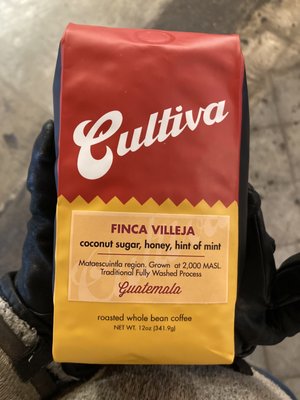 Cultiva
FINCA VILLEJA
coconut sugar, honey, hint of mint
Mataescuintla region. Grown at 2,000 MASL.
Traditional Fully Washed Process
Guatemala
roasted whole bean coffee
NET WT. 12oz (341.9g)